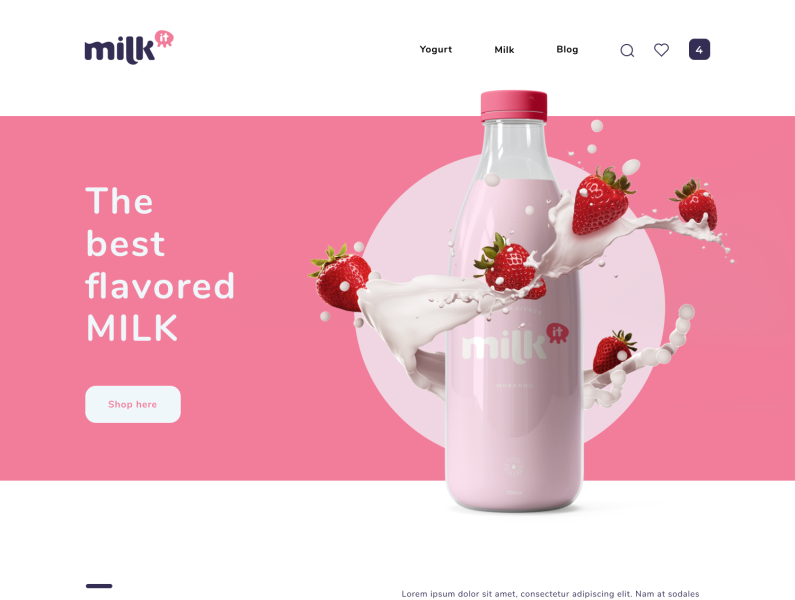 milk it
Yogurt
Milk
Blog
4
The
best
flavored
MILK
Shop here
milk it
Lorem ipsum dolor sit amet, consectetur adipiscing elit. Nam at sodales